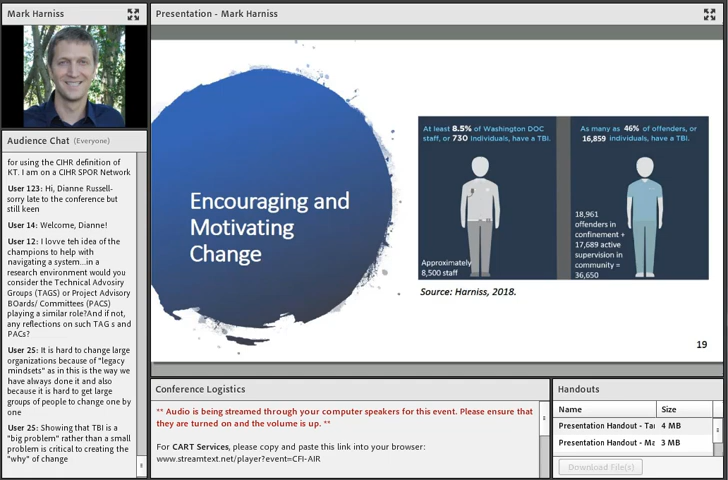 Mark Harniss
Presentation - Mark Harniss
Audience Chat (Everyone)
for using the CIHR definition of
KT. I am on a CIHR SPOR Network
User 123: Hi, Dianne Russell-
sorry late to the conference but
still keen
User 14: Welcome, Dianne!
User 12: I lovve teh idea of the
champions to help with
navigating a system...in a
research environment would you
consider the Technical Advosiry
Groups (TAGS) or Project Advisory
BOards/ Committees (PACS)
playing a similar role?And if not,
any reflections on such TAG s and
PACs?
User 25: It is hard to change large
organizations because of "legacy
mindsets" as in this is the way we
have always done it and also
because it is hard to get large
groups of people to change one by
one
User 25: Showing that TBI is a
"big problem" rather than a small
problem is critical to creating the
"why" of change
Encouraging and
Motivating
Change
At least 8.5% of Washington DOC
staff, or 730 individuals, have a TBI.
Approximately
8,500 staff
As many as 46% of offenders, or
16,859 individuals, have a TBI.
18,961
offenders in
confinement +
17,689 active
supervision in
community =
36,650
Source: Harniss, 2018.
19
Conference Logistics
** Audio is being streamed through your computer speakers for this event. Please ensure that
they are turned on and the volume is up. **
For CART Services, please copy and paste this link into your browser:
www.streamtext.net/player?event=CFI-AIR
Handouts
Name Size
Presentation Handout - Tar 4 MB
Presentation Handout - Ma 3 MB
Download File(s)